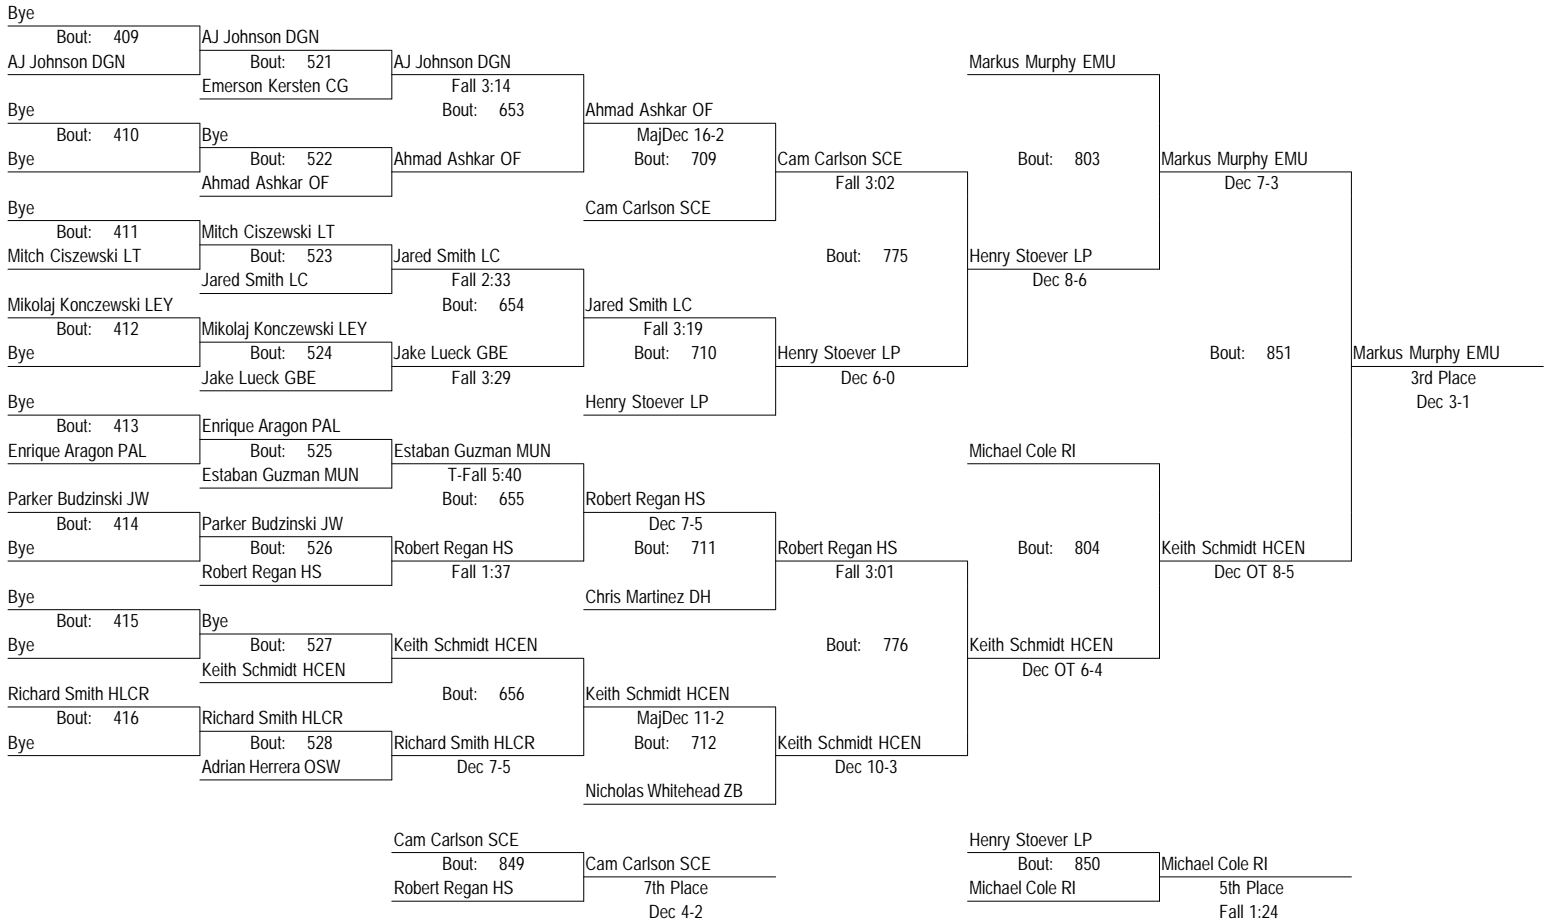 Bye
Bout: 409
AJ Johnson DGN
AJ Johnson DGN
Bout: 521
Emerson Kersten CG
AJ Johnson DGN
Fall 3:14
Bout: 653
Bye
Bout: 410
Bye
Bye
Bout: 522
Ahmad Ashkar OF
Ahmad Ashkar OF
Ahmad Ashkar OF
MajDec 16-2
Bout: 709
Cam Carlson SCE
Cam Carlson SCE
Fall 3:02
Bye
Bout: 411
Mitch Ciszewski LT
Mitch Ciszewski LT
Bout: 523
Jared Smith LC
Jared Smith LC
Fall 2:33
Bout: 654
Mikolaj Konczewski LEY
Bout: 412
Bye
Mikolaj Konczewski LEY
Bout: 524
Jake Lueck GBE
Jake Lueck GBE
Fall 3:29
Jared Smith LC
Fall 3:19
Bout: 710
Henry Stoever LP
Henry Stoever LP
Dec 6-0
Bout: 775
Markus Murphy EMU
Bout: 803
Henry Stoever LP
Dec 8-6
Markus Murphy EMU
Dec 7-3
Bye
Bout: 413
Enrique Aragon PAL
Enrique Aragon PAL
Bout: 525
Estaban Guzman MUN
Estaban Guzman MUN
T-Fall 5:40
Bout: 655
Parker Budzinski JW
Bout: 414
Bye
Parker Budzinski JW
Bout: 526
Robert Regan HS
Robert Regan HS
Fall 1:37
Robert Regan HS
Dec 7-5
Bout: 711
Chris Martinez DH
Robert Regan HS
Fall 3:01
Bye
Bout: 415
Bye
Bye
Bout: 527
Keith Schmidt HCEN
Keith Schmidt HCEN
Bout: 656
Richard Smith HLCR
Bout: 416
Bye
Richard Smith HLCR
Bout: 528
Adrian Herrera OSW
Richard Smith HLCR
Dec 7-5
Keith Schmidt HCEN
MajDec 11-2
Bout: 712
Nicholas Whitehead ZB
Keith Schmidt HCEN
Dec 10-3
Bout: 776
Michael Cole RI
Bout: 804
Keith Schmidt HCEN
Dec OT 6-4
Keith Schmidt HCEN
Dec OT 8-5
Bout: 851
Markus Murphy EMU
3rd Place
Dec 3-1
Cam Carlson SCE
Bout: 849
Robert Regan HS
Cam Carlson SCE
7th Place
Dec 4-2
Henry Stoever LP
Bout: 850
Michael Cole RI
Michael Cole RI
5th Place
Fall 1:24